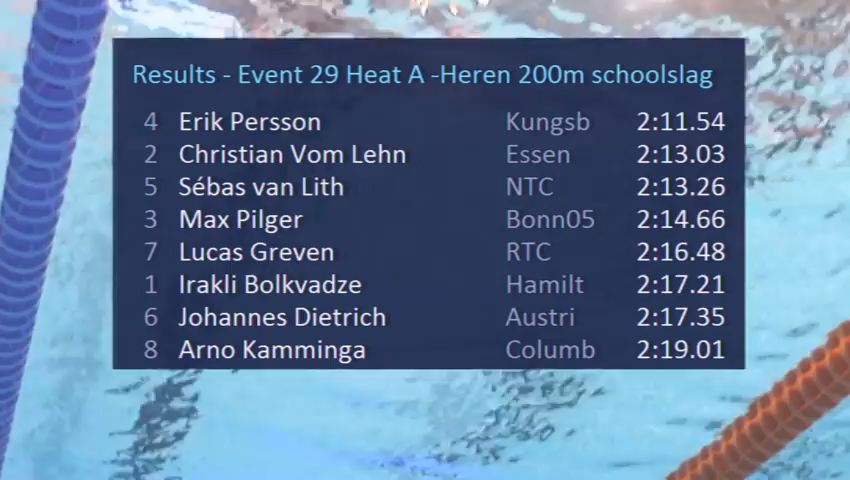 Results - Event 29 Heat A -Heren 200m schoolslag
4 Erik Persson Kungsb 2:11.54
2 Christian Vom Lehn Essen 2:13.03
5 Sébas van Lith NTC 2:13.26
3 Max Pilger Bonn05 2:14.66
7 Lucas Greven RTC 2:16.48
1 Irakli Bolkvadze Hamilt 2:17.21
6 Johannes Dietrich Austri 2:17.35
8 Arno Kamminga Columb 2:19.01